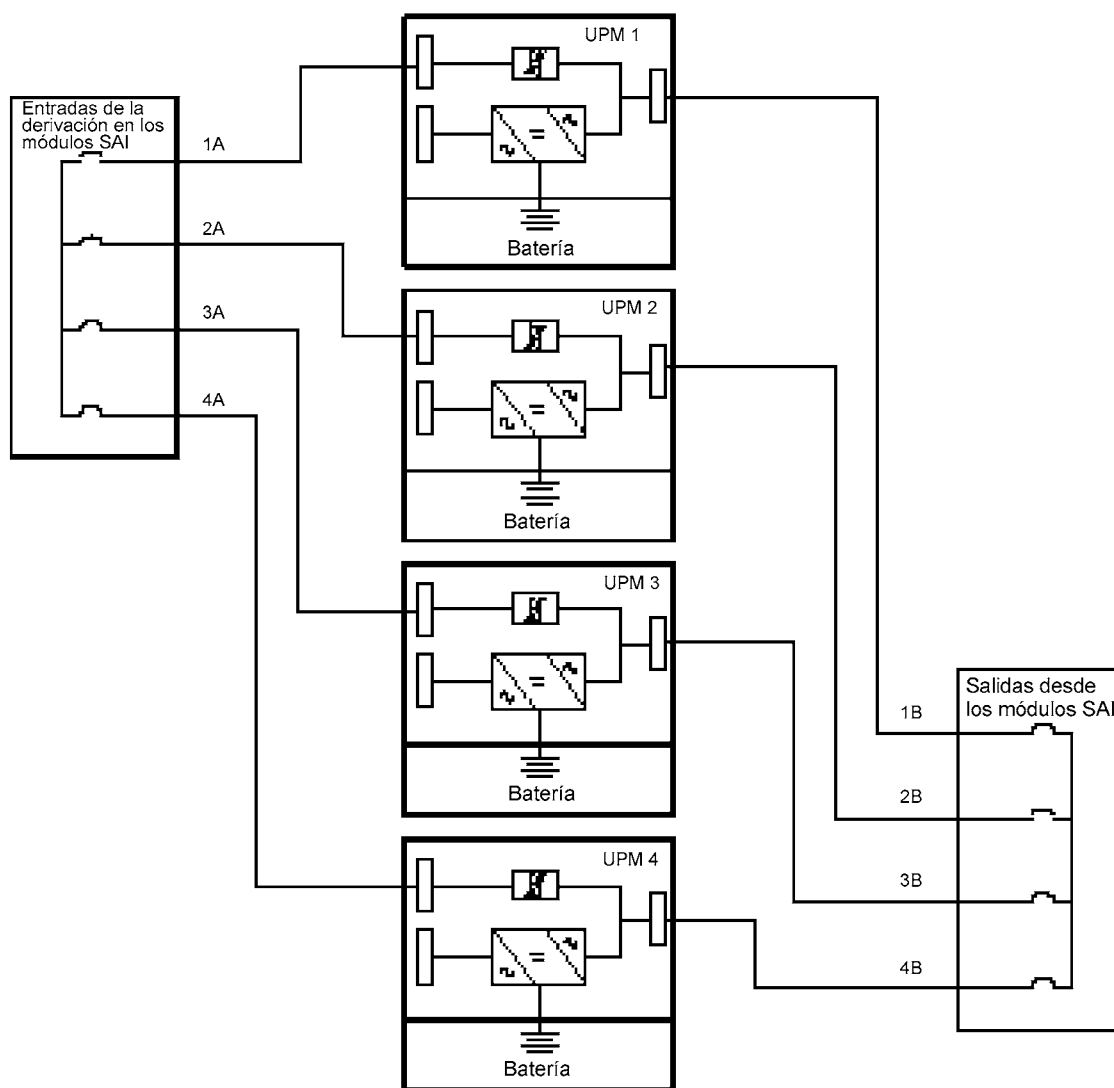 Entradas de la
derivación en los
módulos SAI
1A
2A
3A
4A
UPM 1
Batería
UPM 2
Batería
UPM 3
Batería
UPM 4
Batería
Salidas desde
los módulos SAI
1B
2B
3B
4B